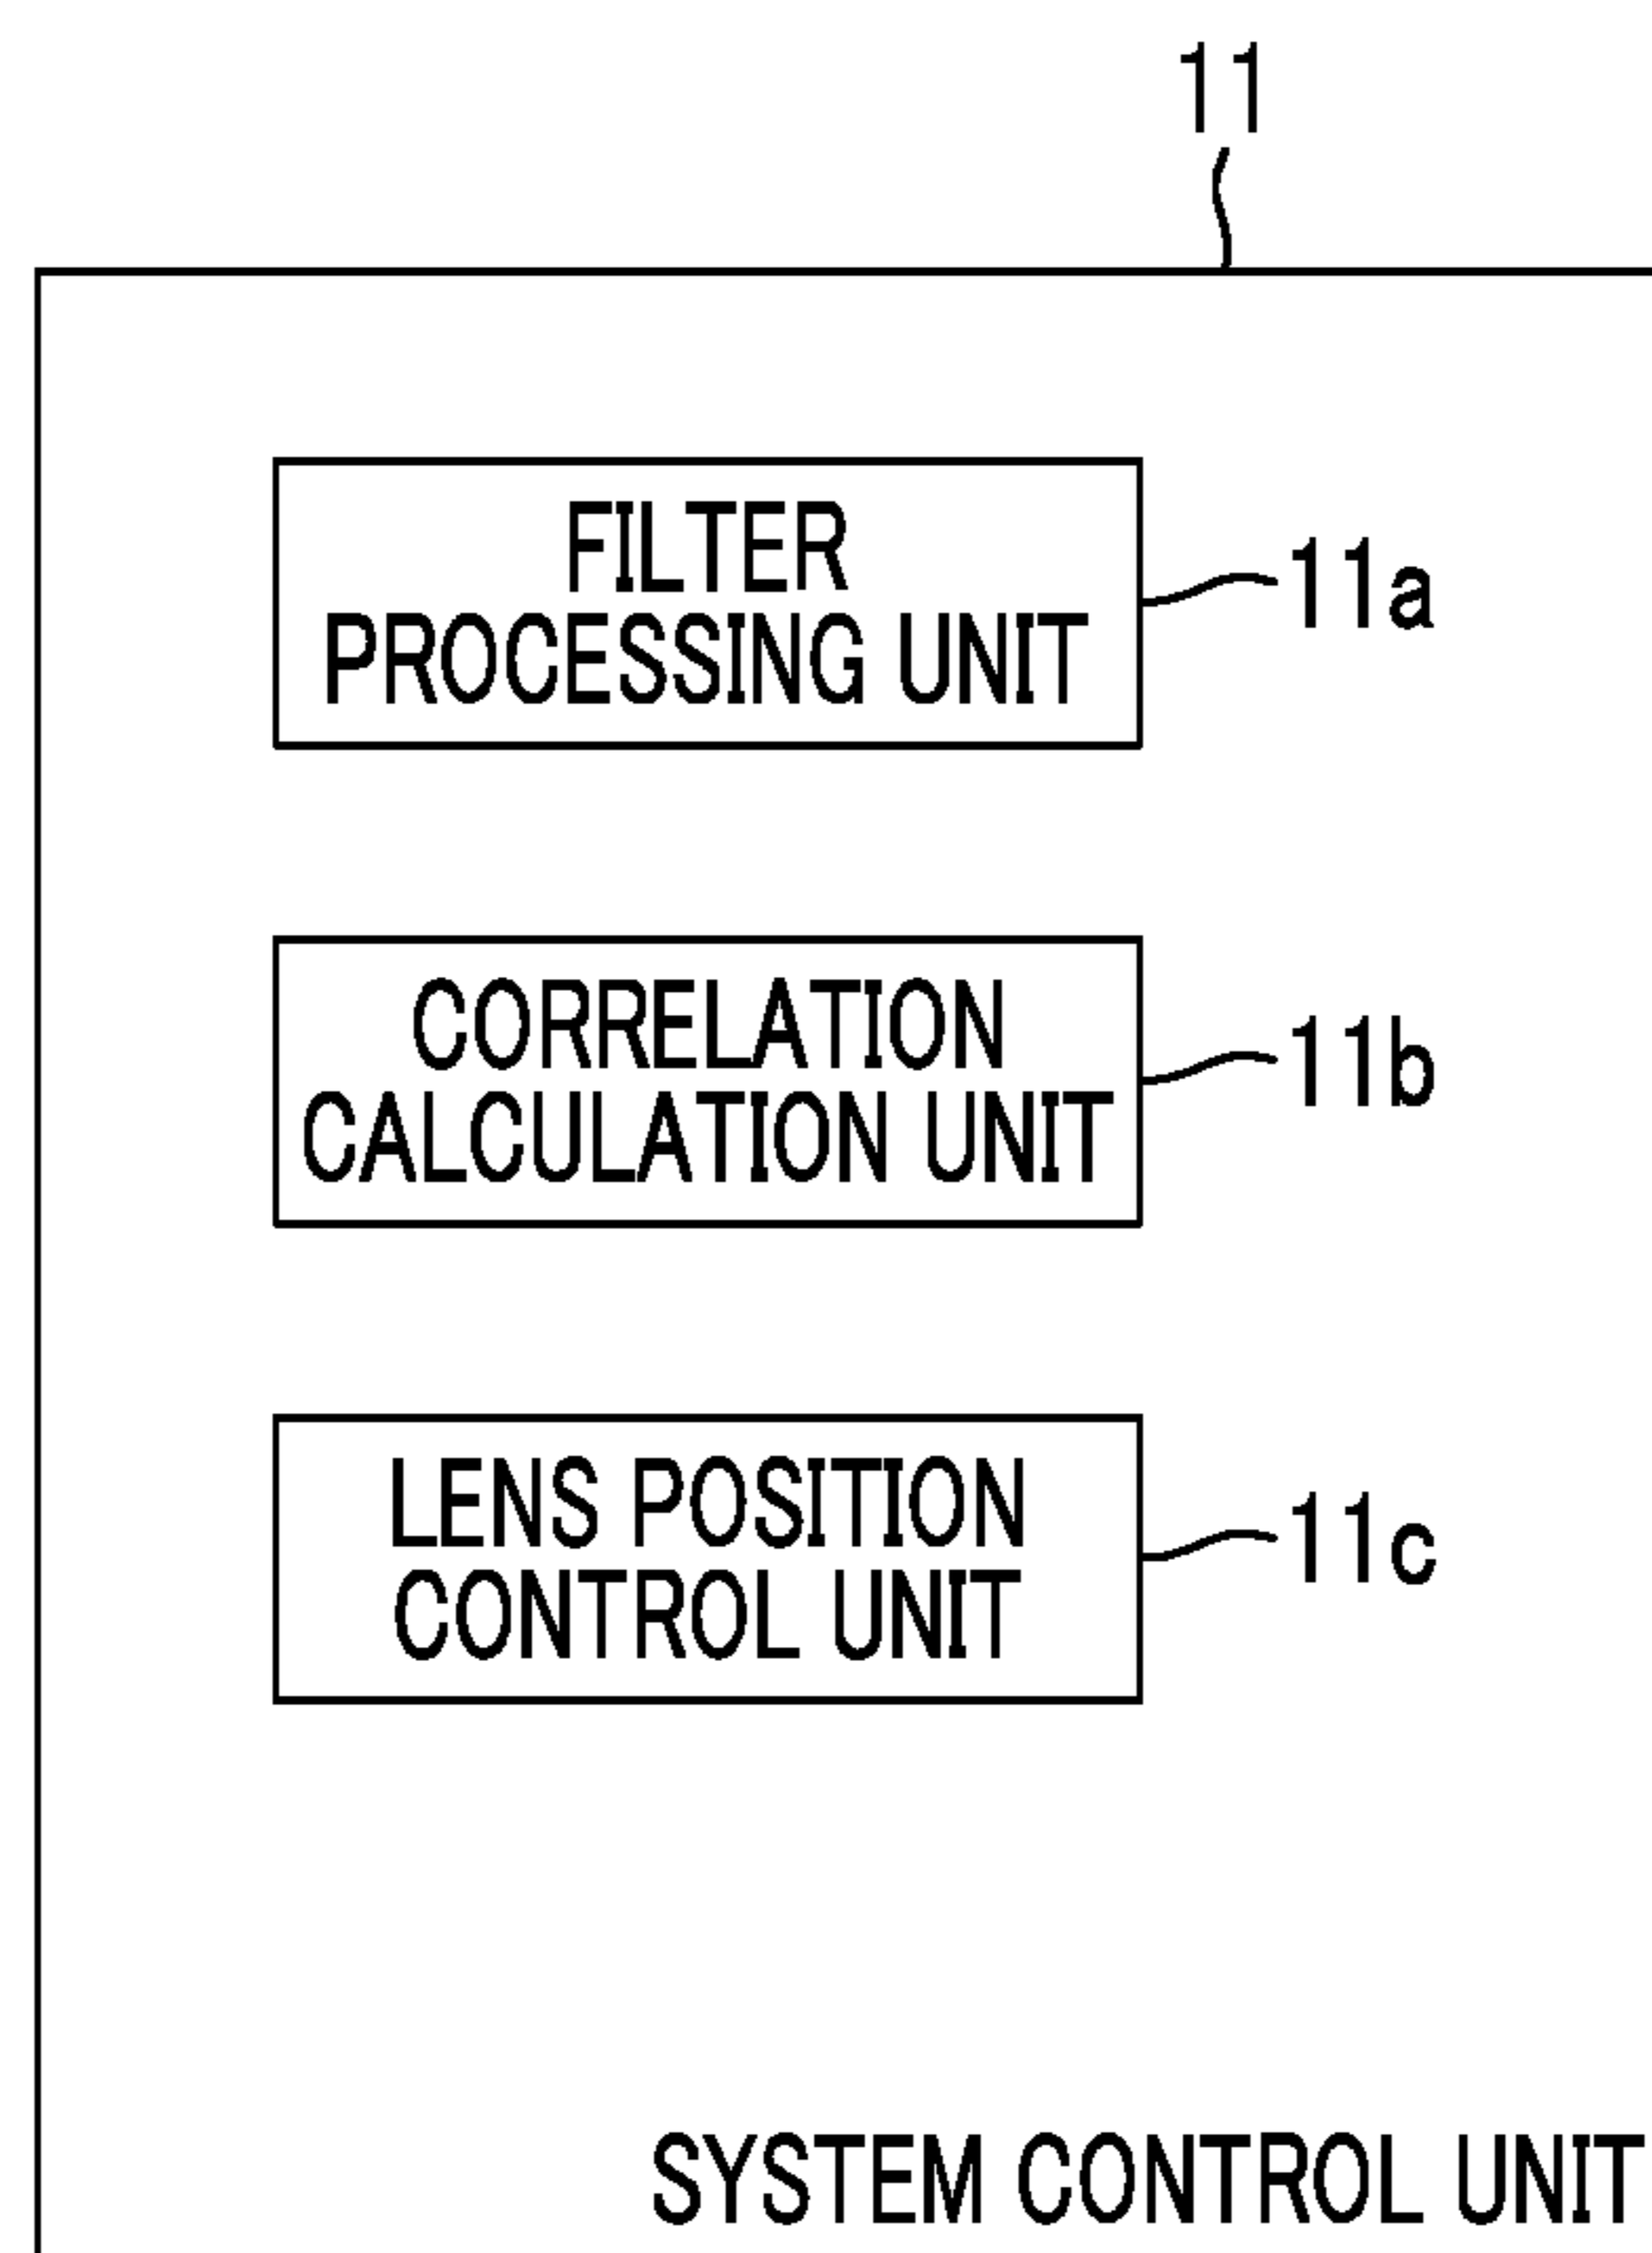 11
FILTER
PROCESSING UNIT
11a
CORRELATION
CALCULATION UNIT
11b
LENS POSITION
CONTROL UNIT
11c
SYSTEM CONTROL UNIT